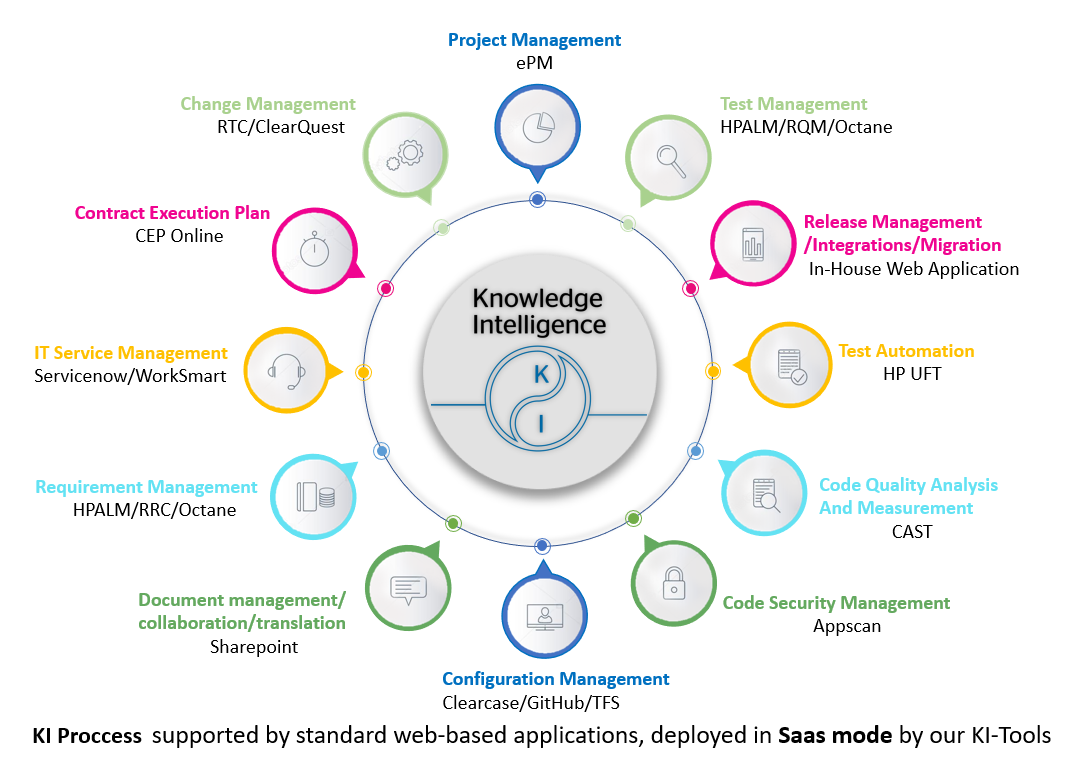 Project Management
ePM
Change Management
RTC/ClearQuest
Test Management
HPALM/RQM/Octane
Contract Execution Plan
CEP Online
Release Management
/Integrations/Migration
In-House Web Application
Knowledge
Intelligence
K
I
IT Service Management
Servicenow/WorkSmart
Test Automation
HP UFT
Requirement Management
HPALM/RRC/Octane
Code Quality Analysis
And Measurement
CAST
Document management/
collaboration/translation
Sharepoint
Code Security Management
Appscan
Configuration Management
Clearcase/GitHub/TFS
KI Proccess supported by standard web-based applications, deployed in Saas mode by our KI-Tools